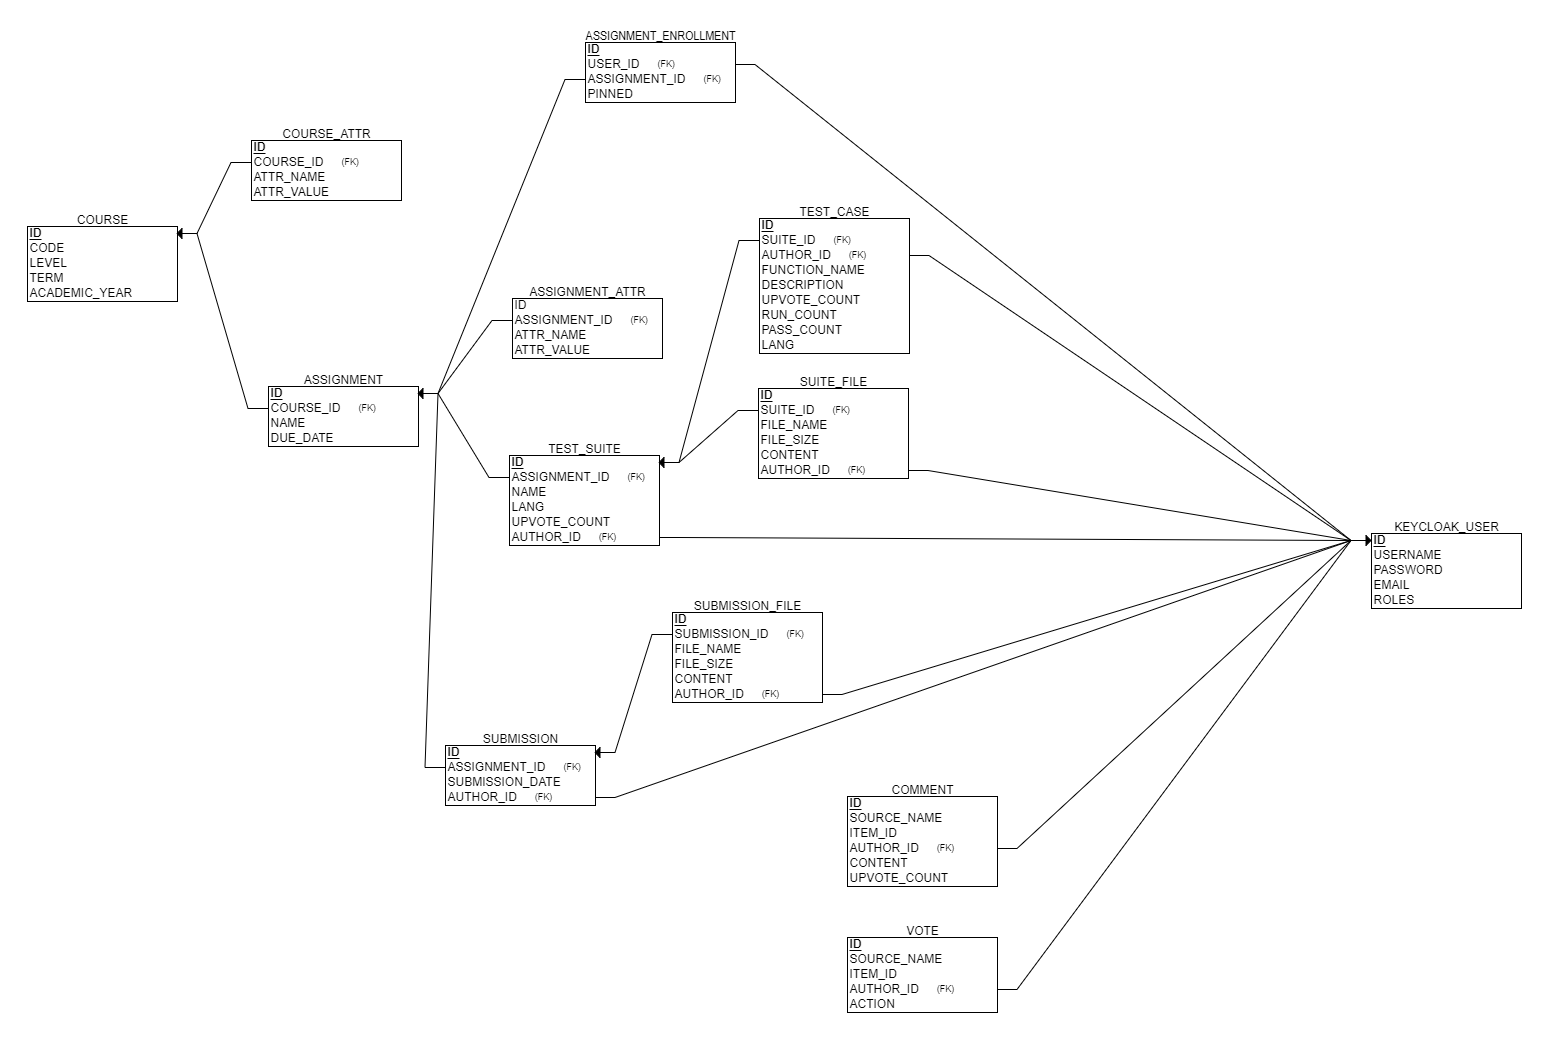 ASSIGNMENT_ENROLLMENT
ID
USER_ID (FK)
ASSIGNMENT_ID (FK)
PINNED
COURSE_ATTR
ID
COURSE_ID (FK)
ATTR_NAME
ATTR_VALUE
COURSE
ID
CODE
LEVEL
TERM
ACADEMIC_YEAR
TEST_CASE
ID
SUITE_ID (FK)
AUTHOR_ID (FK)
FUNCTION_NAME
DESCRIPTION
UPVOTE_COUNT
RUN_COUNT
PASS_COUNT
LANG
ASSIGNMENT_ATTR
ID
ASSIGNMENT_ID (FK)
ATTR_NAME
ATTR_VALUE
ASSIGNMENT
ID
COURSE_ID (FK)
NAME
DUE_DATE
SUITE_FILE
ID
SUITE_ID (FK)
FILE_NAME
FILE_SIZE
CONTENT
AUTHOR_ID (FK)
TEST_SUITE
ID
ASSIGNMENT_ID (FK)
NAME
LANG
UPVOTE_COUNT
AUTHOR_ID (FK)
KEYCLOAK_USER
ID
USERNAME
PASSWORD
EMAIL
ROLES
SUBMISSION_FILE
ID
SUBMISSION_ID (FK)
FILE_NAME
FILE_SIZE
CONTENT
AUTHOR_ID (FK)
SUBMISSION
ID
ASSIGNMENT_ID (FK)
SUBMISSION_DATE
AUTHOR_ID (FK)
COMMENT
ID
SOURCE_NAME
ITEM_ID
AUTHOR_ID (FK)
CONTENT
UPVOTE_COUNT
VOTE
ID
SOURCE_NAME
ITEM_ID
AUTHOR_ID (FK)
ACTION